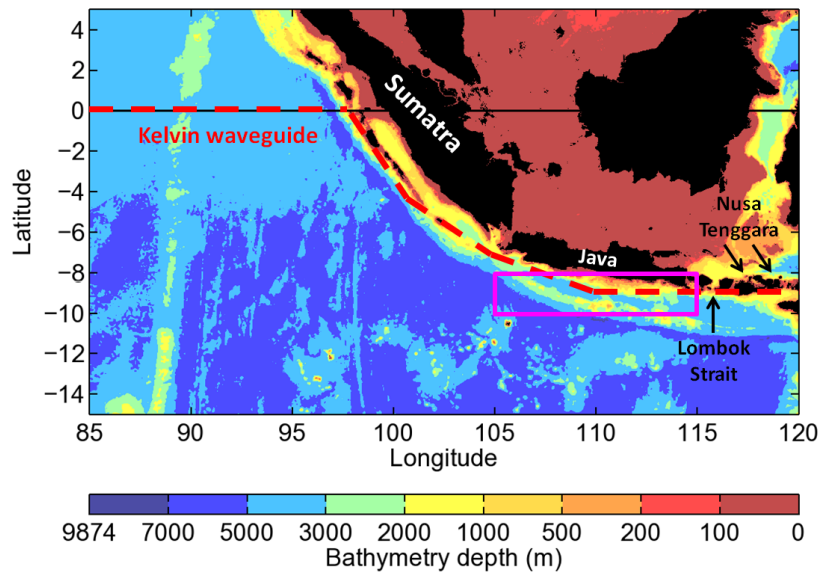 4
2
0
−2
−4
−6
−8
−10
−12
−14
Latitude
Kelvin waveguide
Sumatra
Java
Nusa
Tenggara
Lombok
Strait
85 90 95 100 105 110 115 120
Longitude
9874 7000 5000 3000 2000 1000 500 200 100 0
Bathymetry depth (m)